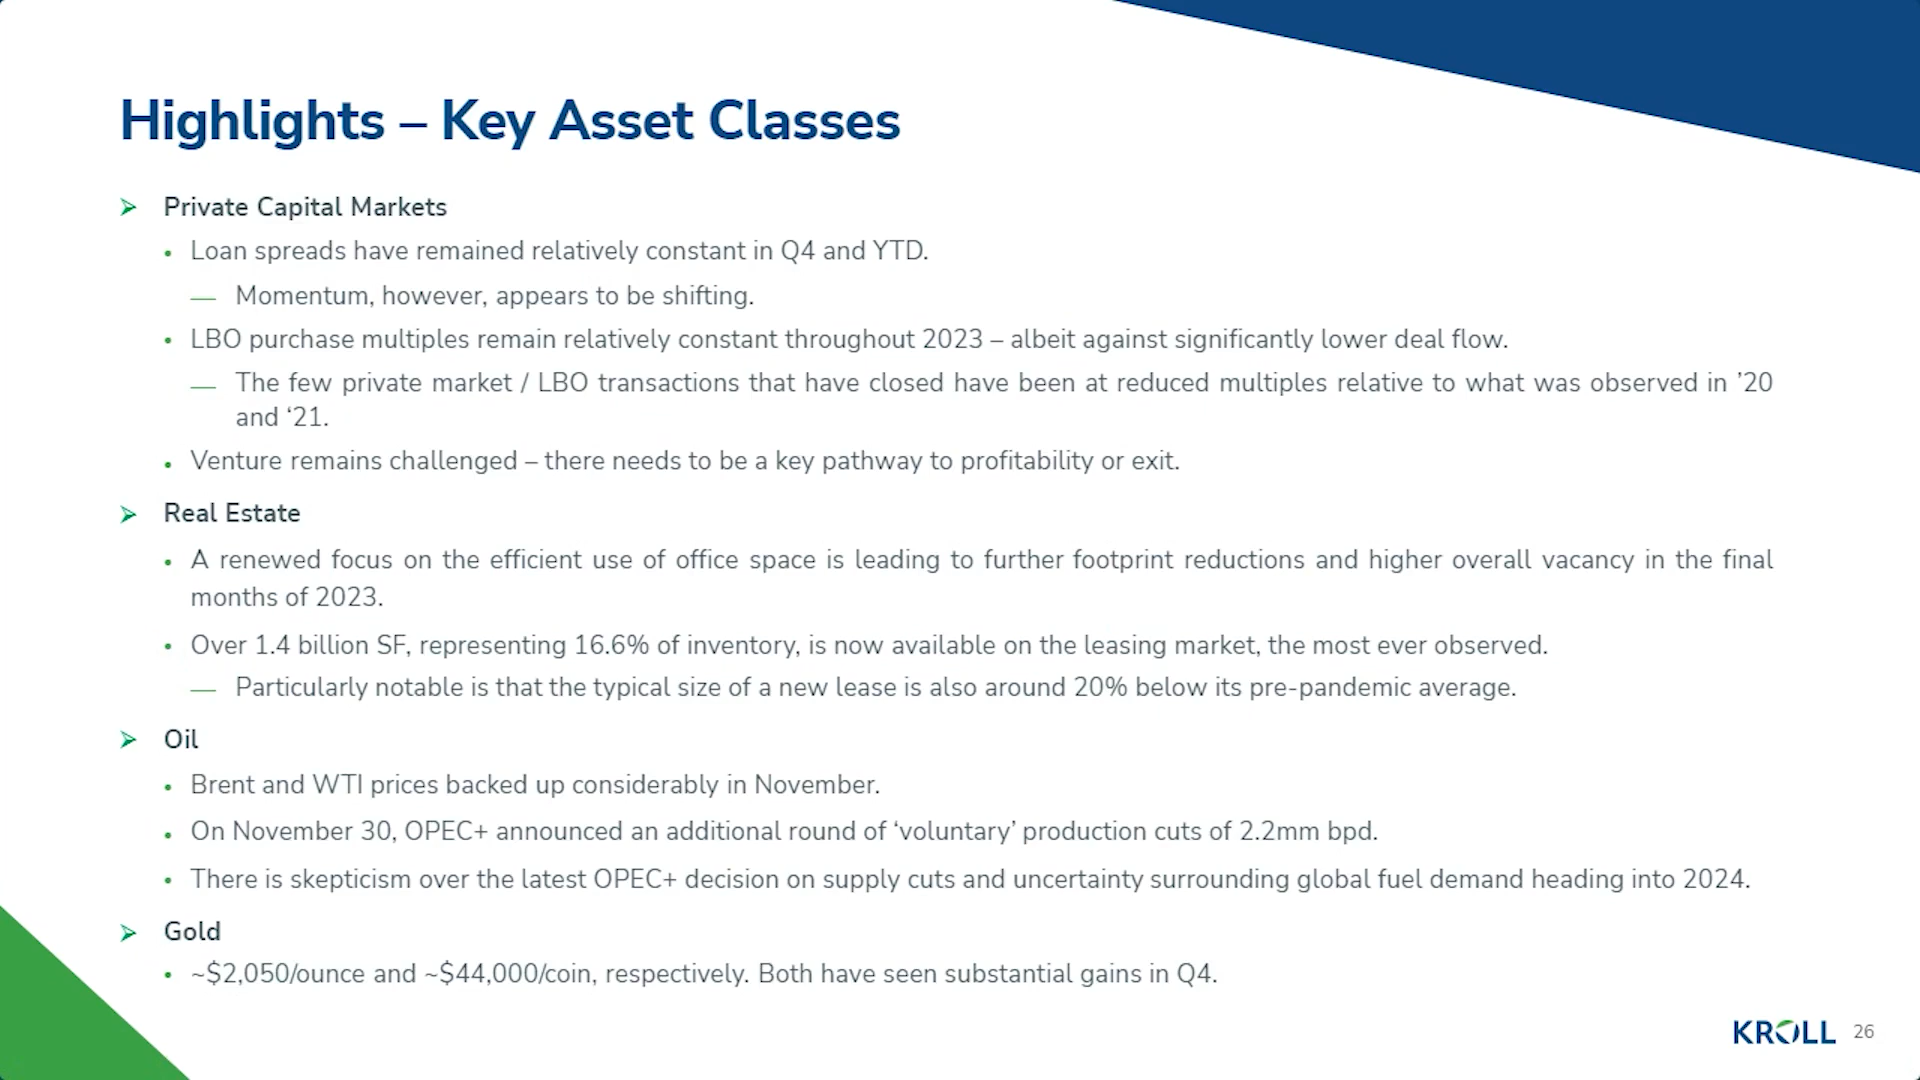 Highlights – Key Asset Classes
Private Capital Markets
Loan spreads have remained relatively constant in Q4 and YTD.
Momentum, however, appears to be shifting.
LBO purchase multiples remain relatively constant throughout 2023 – albeit against significantly lower deal flow.
The few private market / LBO transactions that have closed have been at reduced multiples relative to what was observed in ’20
and ‘21.
Venture remains challenged – there needs to be a key pathway to profitability or exit.
Real Estate
A renewed focus on the efficient use of office space is leading to further footprint reductions and higher overall vacancy in the final
months of 2023.
Over 1.4 billion SF, representing 16.6% of inventory, is now available on the leasing market, the most ever observed.
Particularly notable is that the typical size of a new lease is also around 20% below its pre-pandemic average.
Oil
Brent and WTI prices backed up considerably in November.
On November 30, OPEC+ announced an additional round of ‘voluntary’ production cuts of 2.2mm bpd.
There is skepticism over the latest OPEC+ decision on supply cuts and uncertainty surrounding global fuel demand heading into 2024.
Gold
~$2,050/ounce and ~$44,000/coin, respectively. Both have seen substantial gains in Q4.
KROLL 26